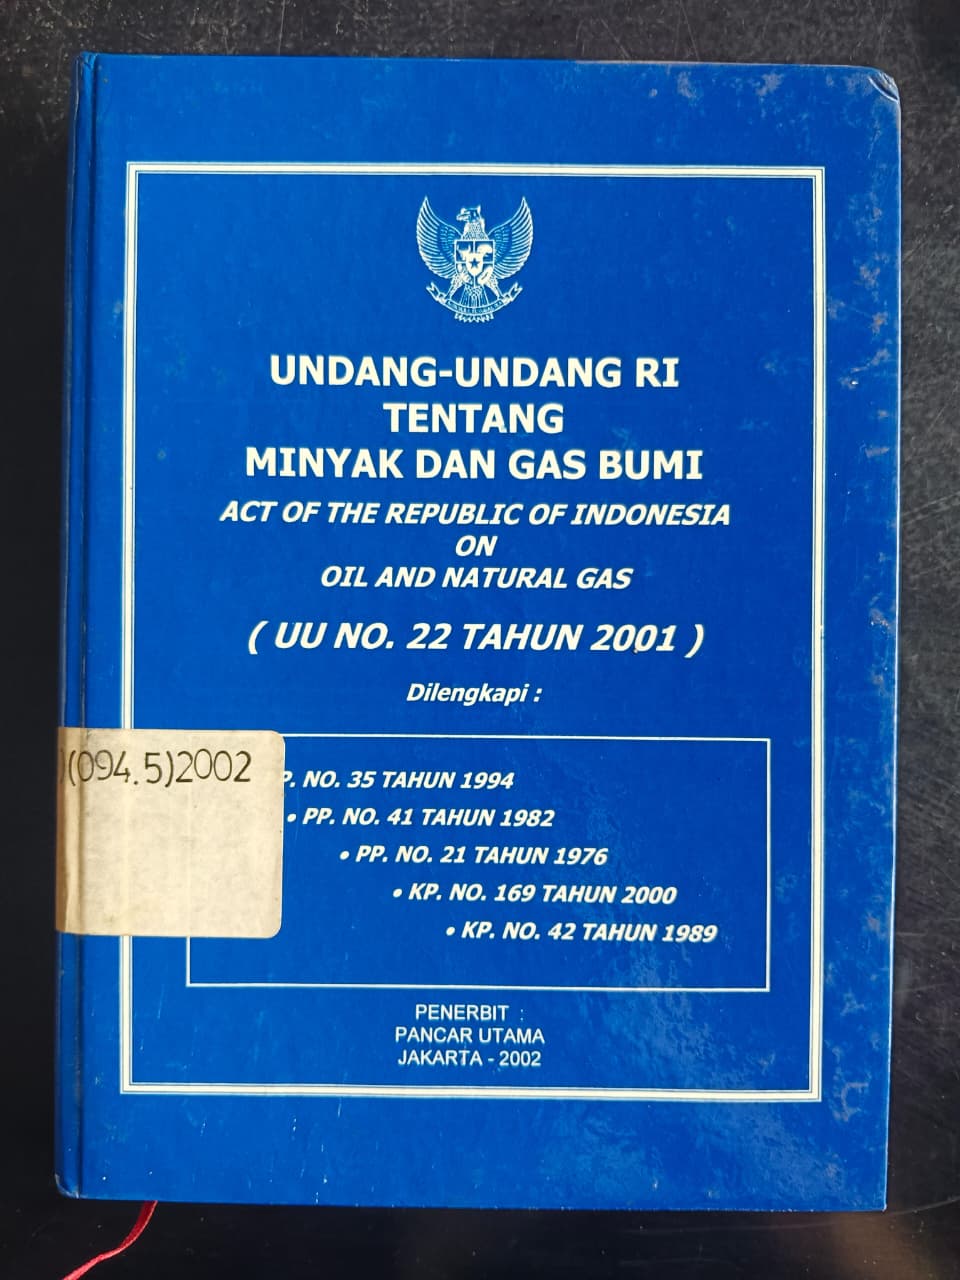 UNDANG-UNDANG RI
TENTANG
MINYAK DAN GAS BUMI
ACT OF THE REPUBLIC OF INDONESIA
ON
OIL AND NATURAL GAS
( UU NO. 22 TAHUN 2001 )
Dilengkapi :
(094.5)2002
P. NO. 35 TAHUN 1994
• PP. NO. 41 TAHUN 1982
• PP. NO. 21 TAHUN 1976
• KP. NO. 169 TAHUN 2000
• KP. NO. 42 TAHUN 1989
PENERBIT :
PANCAR UTAMA
JAKARTA - 2002